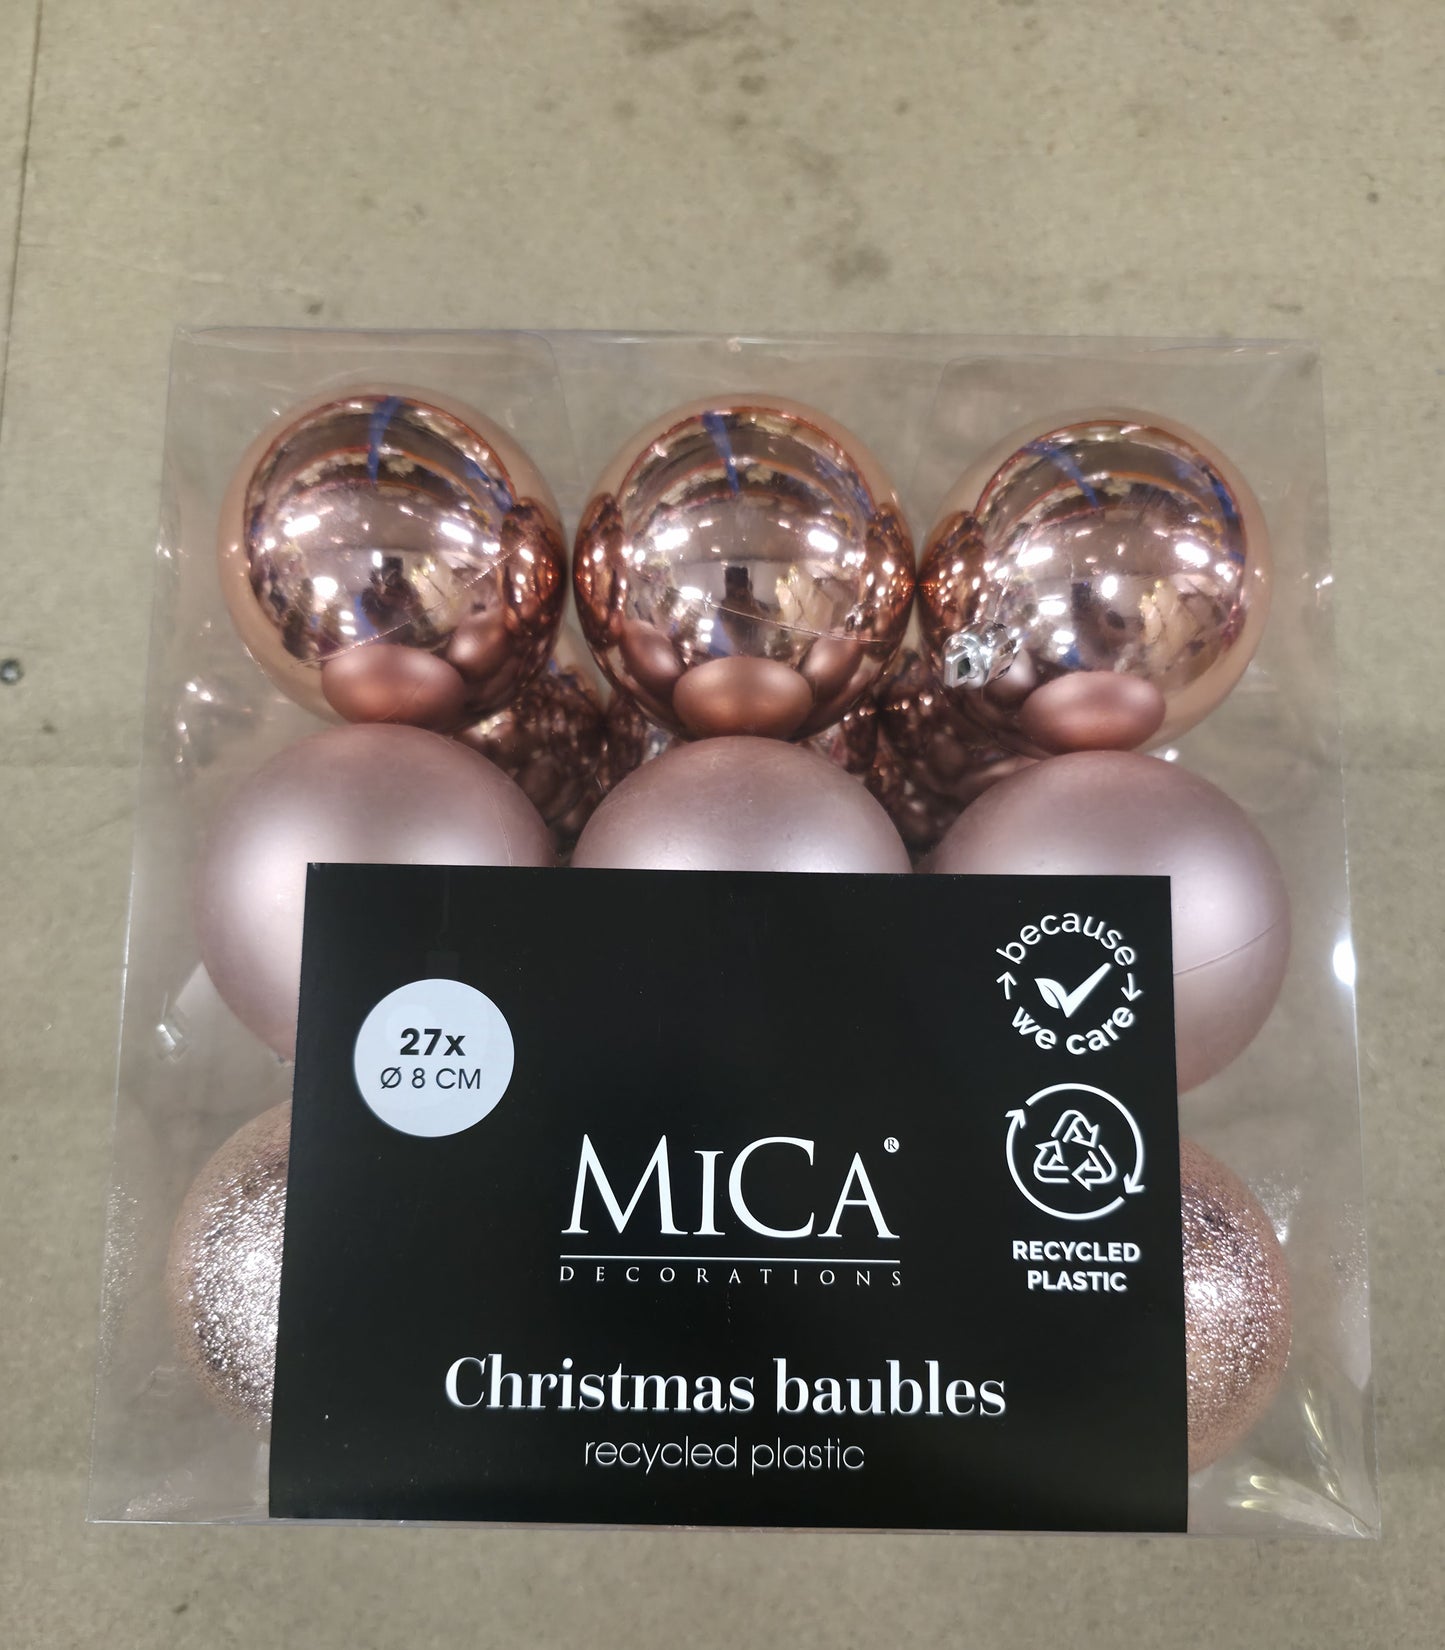 because
we care
27x
Ø 8 CM
MiCA®
DECORATIONS
RECYCLED
PLASTIC
Christmas baubles
recycled plastic